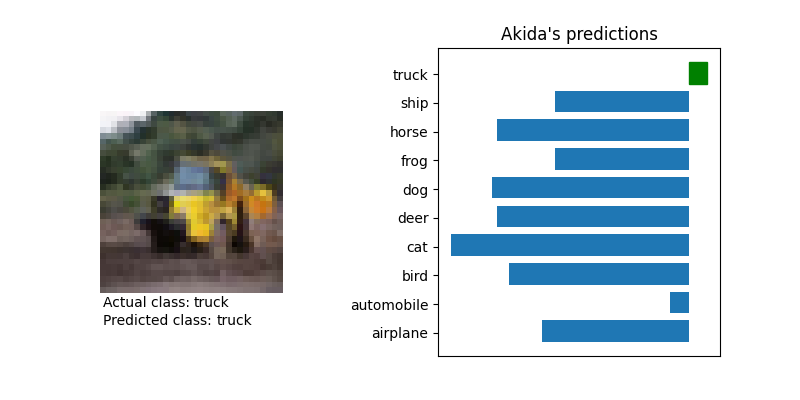 Akida's predictions
truck
ship
horse
frog
dog
deer
cat
bird
automobile
airplane
Actual class: truck
Predicted class: truck